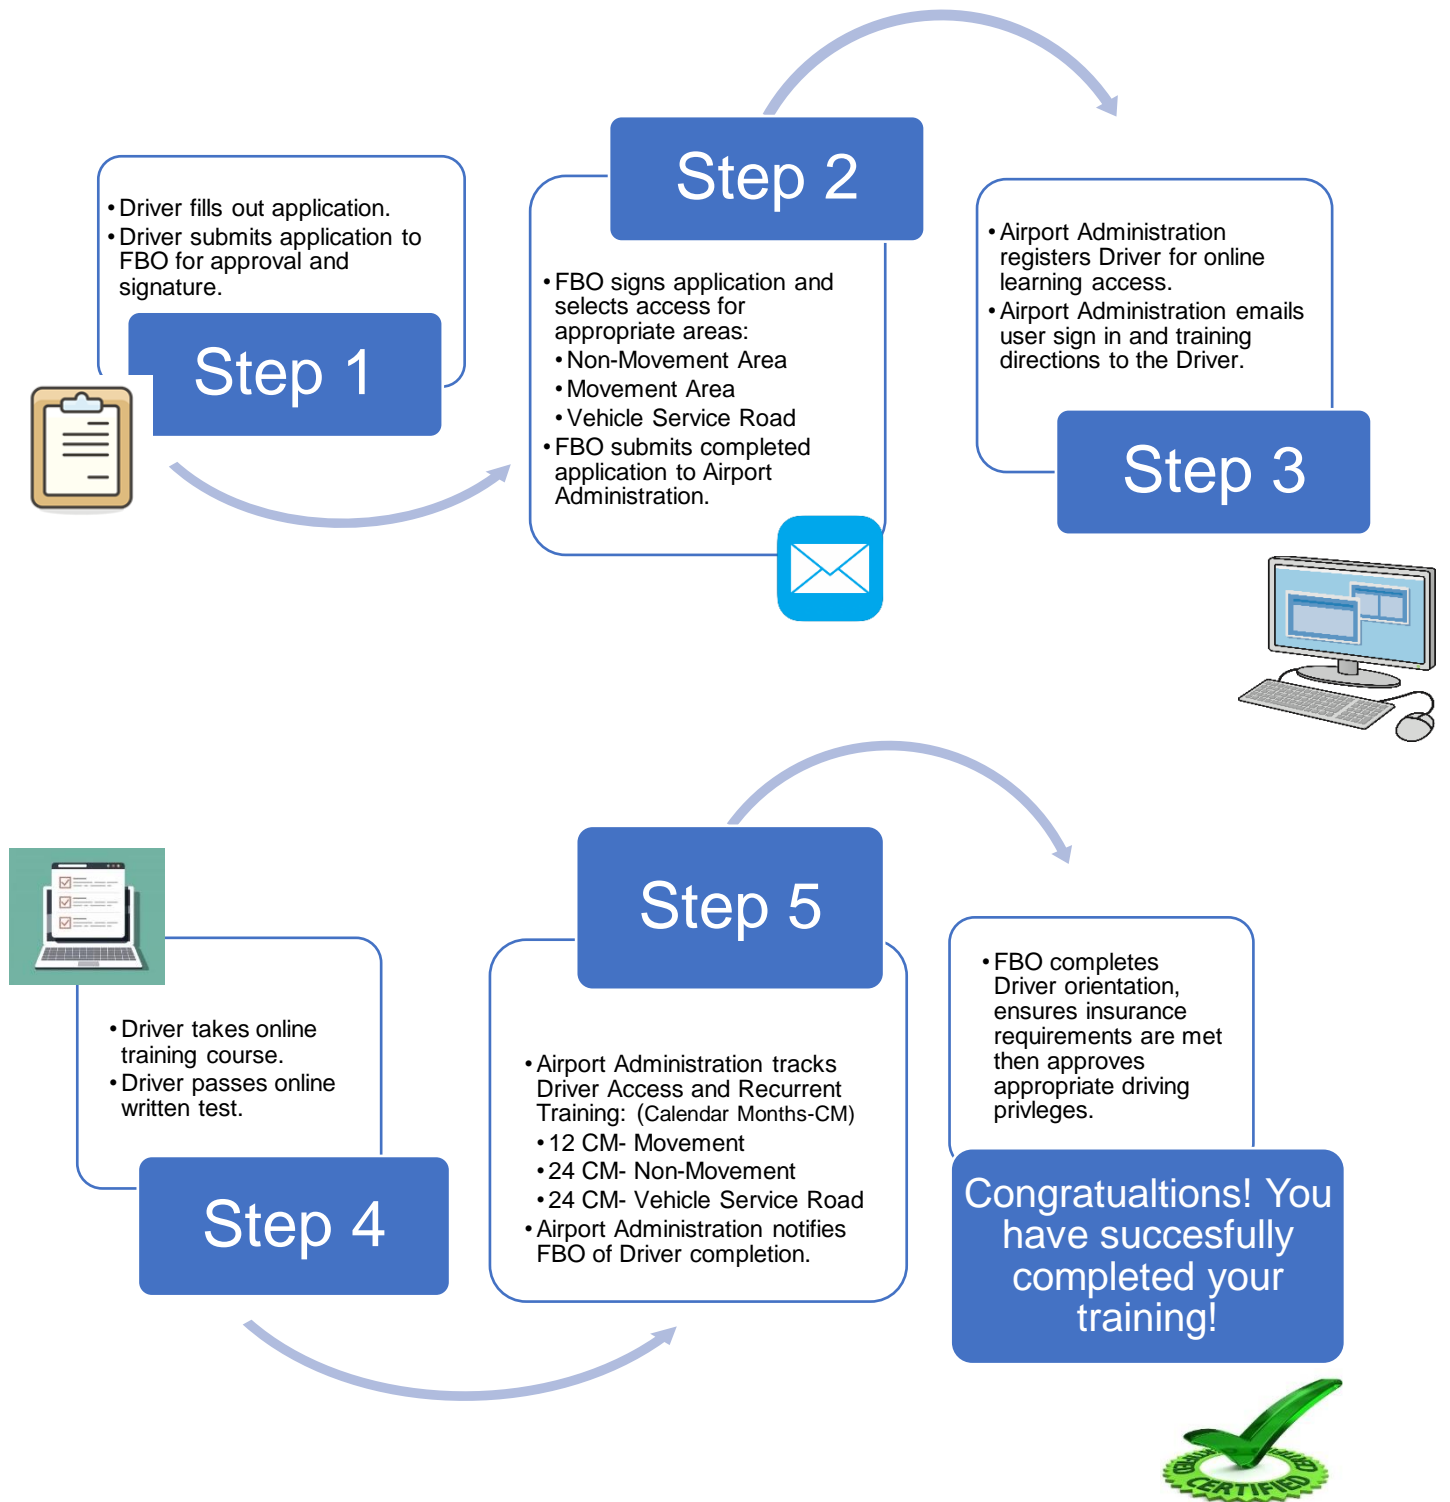 • Driver fills out application.
• Driver submits application to
FBO for approval and
signature.
Step 1
Step 2
• FBO signs application and
selects access for
appropriate areas:
• Non-Movement Area
• Movement Area
• Vehicle Service Road
• FBO submits completed
application to Airport
Administration.
• Airport Administration
registers Driver for online
learning access.
• Airport Administration emails
user sign in and training
directions to the Driver.
Step 3
• Driver takes online
training course.
• Driver passes online
written test.
Step 4
Step 5
• Airport Administration tracks
Driver Access and Recurrent
Training: (Calendar Months-CM)
• 12 CM- Movement
• 24 CM- Non-Movement
• 24 CM- Vehicle Service Road
• Airport Administration notifies
FBO of Driver completion.
• FBO completes
Driver orientation,
ensures insurance
requirements are met
then approves
appropriate driving
privleges.
Congratualtions! You
have succesfully
completed your
training!
CERTIFIED